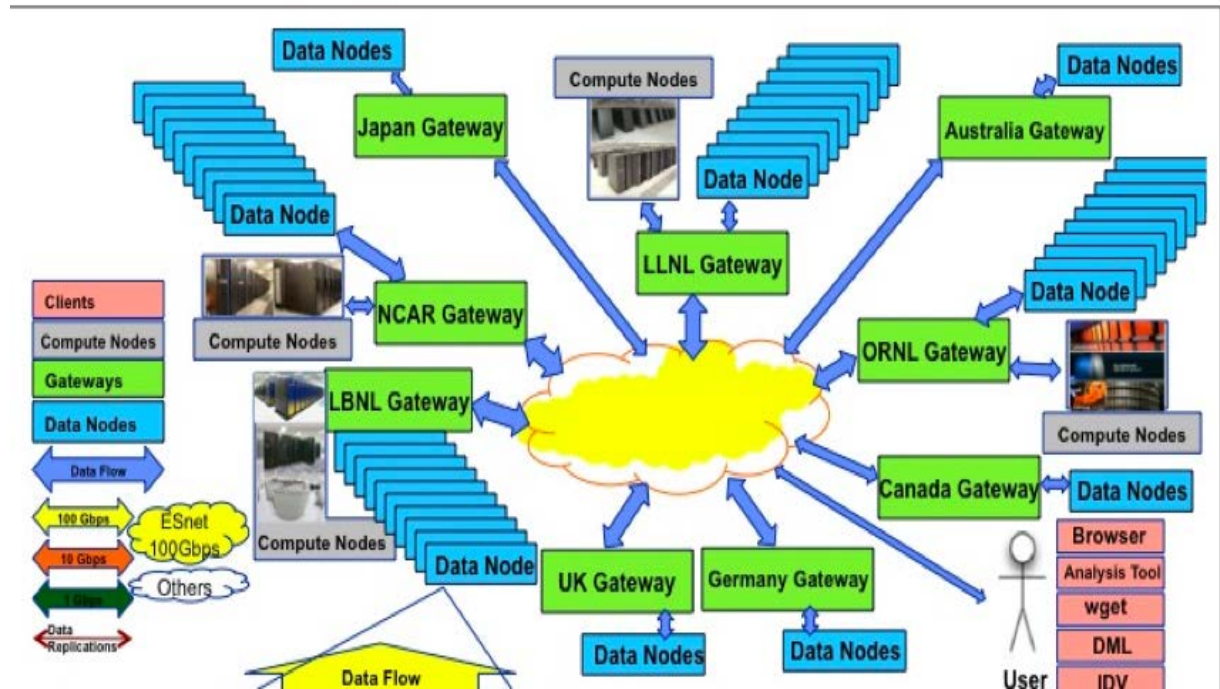 Data Nodes
Japan Gateway
Compute Nodes
Data Node
LLNL Gateway
Data Nodes
Australia Gateway
Data Node
NCAR Gateway
Compute Nodes
Data Node
ORNL Gateway
Compute Nodes
LBNL Gateway
Compute Nodes
Data Node
Canada Gateway
Data Nodes
UK Gateway
Data Nodes
Germany Gateway
Data Nodes
Clients
Compute Nodes
Gateways
Data Nodes
Data Flow
100 Gbps
10 Gbps
1 Gbps
Data
Replications
ESnet
100Gbps
Others
Data Flow
User
Browser
Analysis Tool
wget
DML
IDV